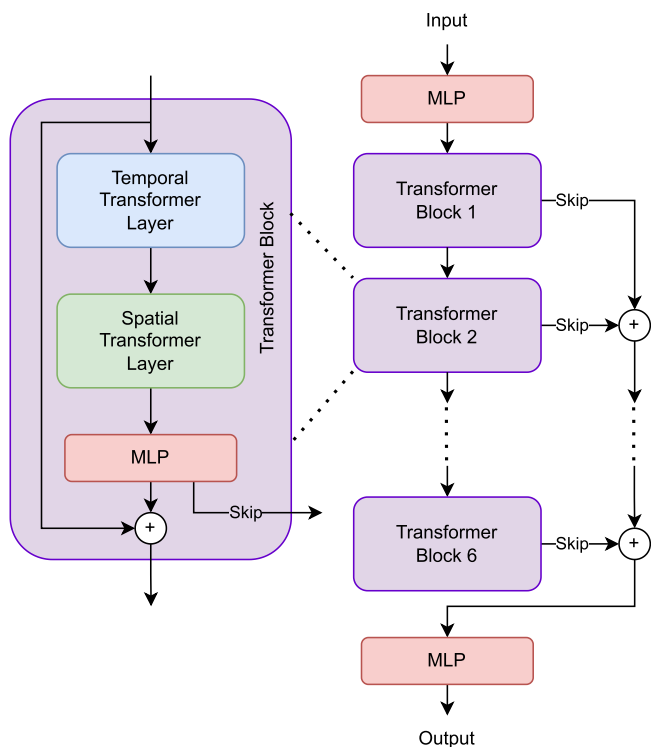 Temporal
Transformer
Layer
Spatial
Transformer
Layer
MLP
+
Skip
Transformer Block
Input
MLP
Transformer
Block 1
Skip
Transformer
Block 2
Skip
+
Transformer
Block 6
Skip
+
MLP
Output